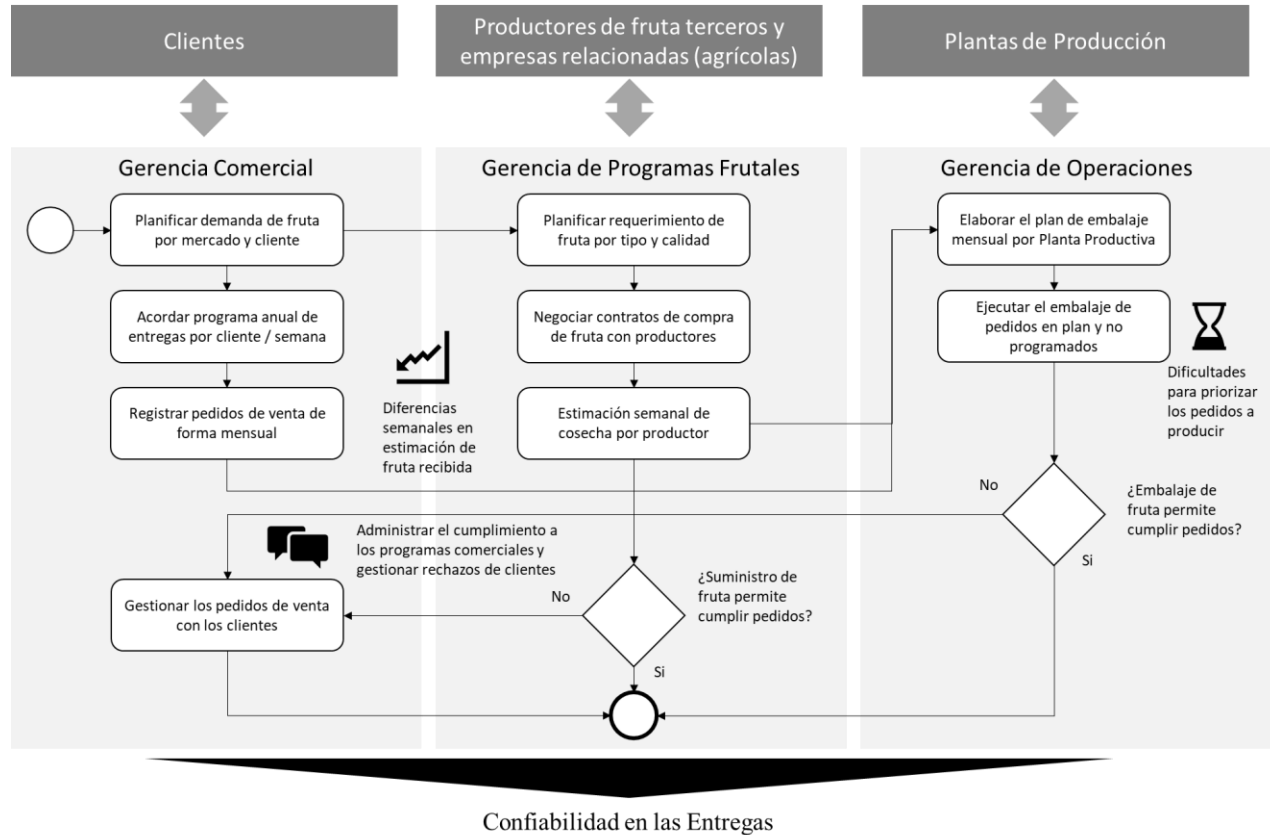 Clientes
Productores de fruta terceros y
empresas relacionadas (agrícolas)
Plantas de Producción
Gerencia Comercial
Planificar demanda de fruta
por mercado y cliente
Acordar programa anual de
entregas por cliente / semana
Registrar pedidos de venta de
forma mensual
Diferencias
semanales en
estimación de
fruta recibida
Administrar el cumplimiento a
los programas comerciales y
gestionar rechazos de clientes
Gestionar los pedidos de venta
con los clientes
Gerencia de Programas Frutales
Planificar requerimiento de
fruta por tipo y calidad
Negociar contratos de compra
de fruta con productores
Estimación semanal de
cosecha por productor
¿Suministro de
fruta permite
cumplir pedidos?
No
Si
Gerencia de Operaciones
Elaborar el plan de embalaje
mensual por Planta Productiva
Ejecutar el embalaje de
pedidos en plan y no
programados
Dificultades
para priorizar
los pedidos a
producir
No
¿Embalaje de
fruta permite
cumplir pedidos?
Si
Confiabilidad en las Entregas